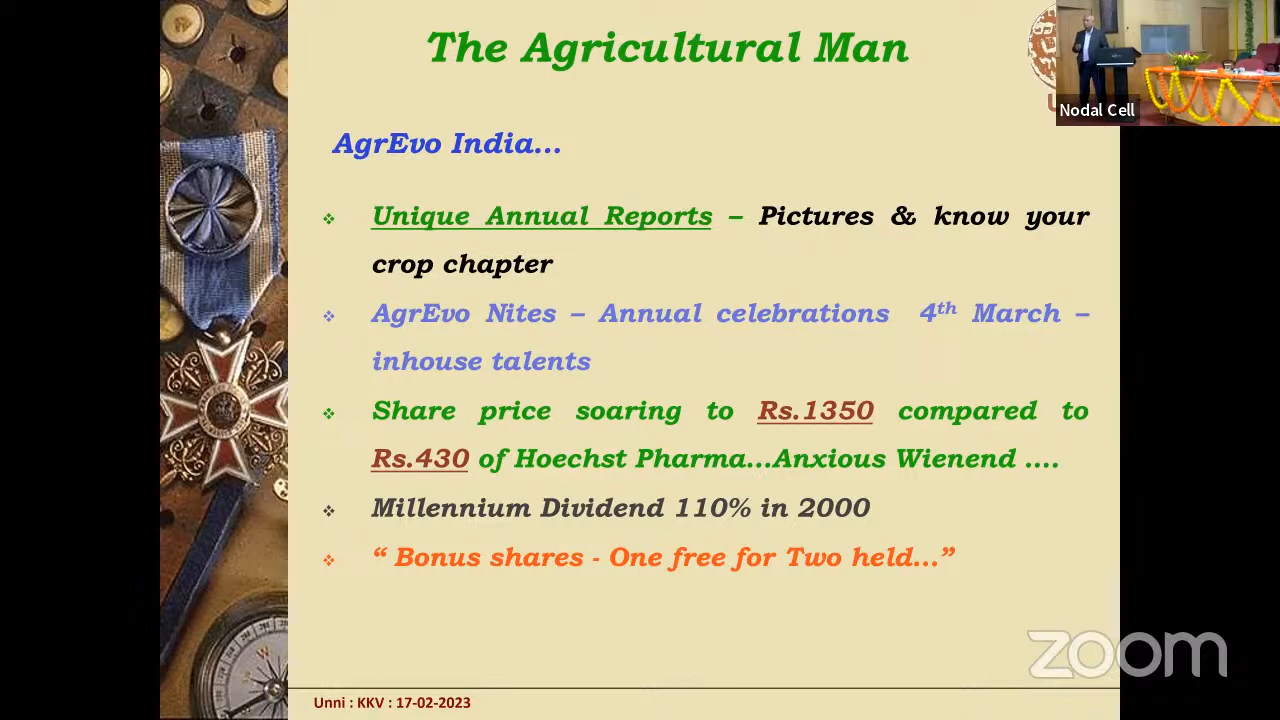 The Agricultural Man
Nodal Cell
AgrEvo India...
Unique Annual Reports – Pictures & know your
crop chapter
AgrEvo Nites – Annual celebrations 4th March –
inhouse talents
Share price soaring to Rs.1350 compared to
Rs.430 of Hoechst Pharma...Anxious Wienend ....
Millennium Dividend 110% in 2000
“ Bonus shares - One free for Two held...”
zoom
Unni : KKV : 17-02-2023